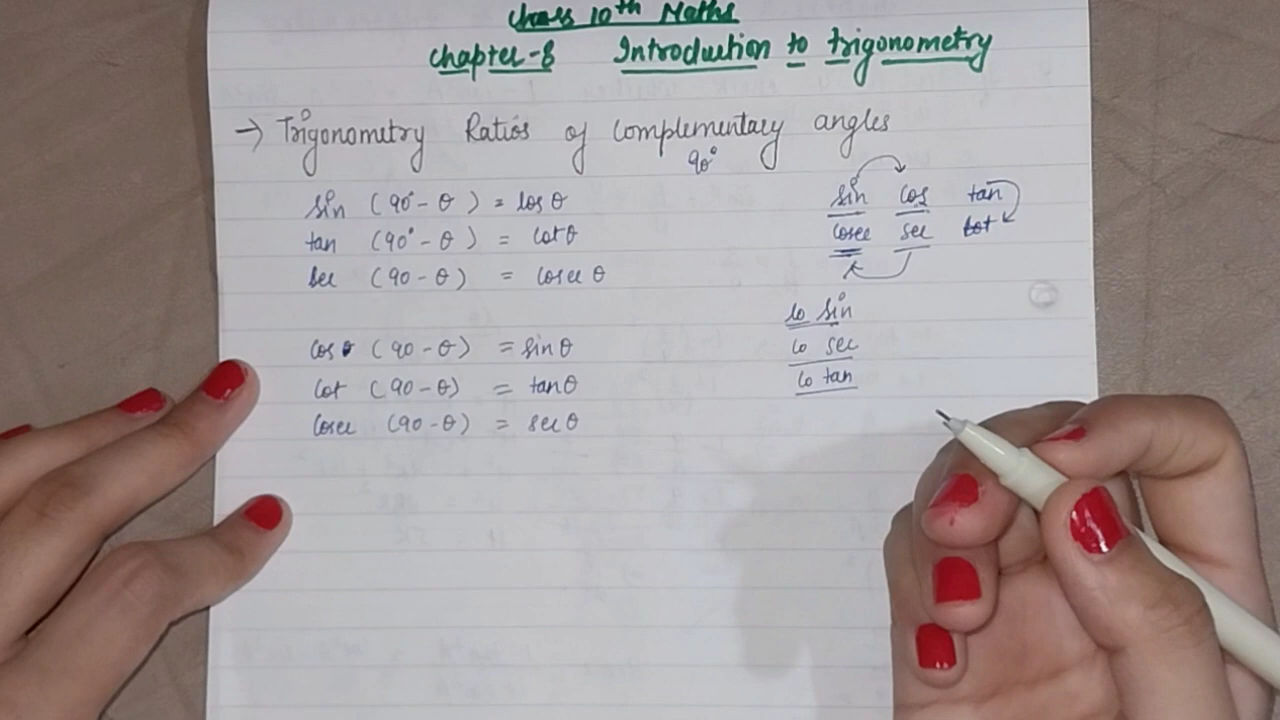 Class 10th Maths
Chapter-8 Introduction to trigonometry
→ Trigonometry Ratios of Complementary angles
90°
sin (90° - θ) = cos θ
tan (90° - θ) = cot θ
sec (90 - θ) = cosec θ
cos (90 - θ) = sin θ
cot (90 - θ) = tan θ
cosec (90 - θ) = sec θ
sin cos tan
cosec sec cot
co sin
co sec
co tan